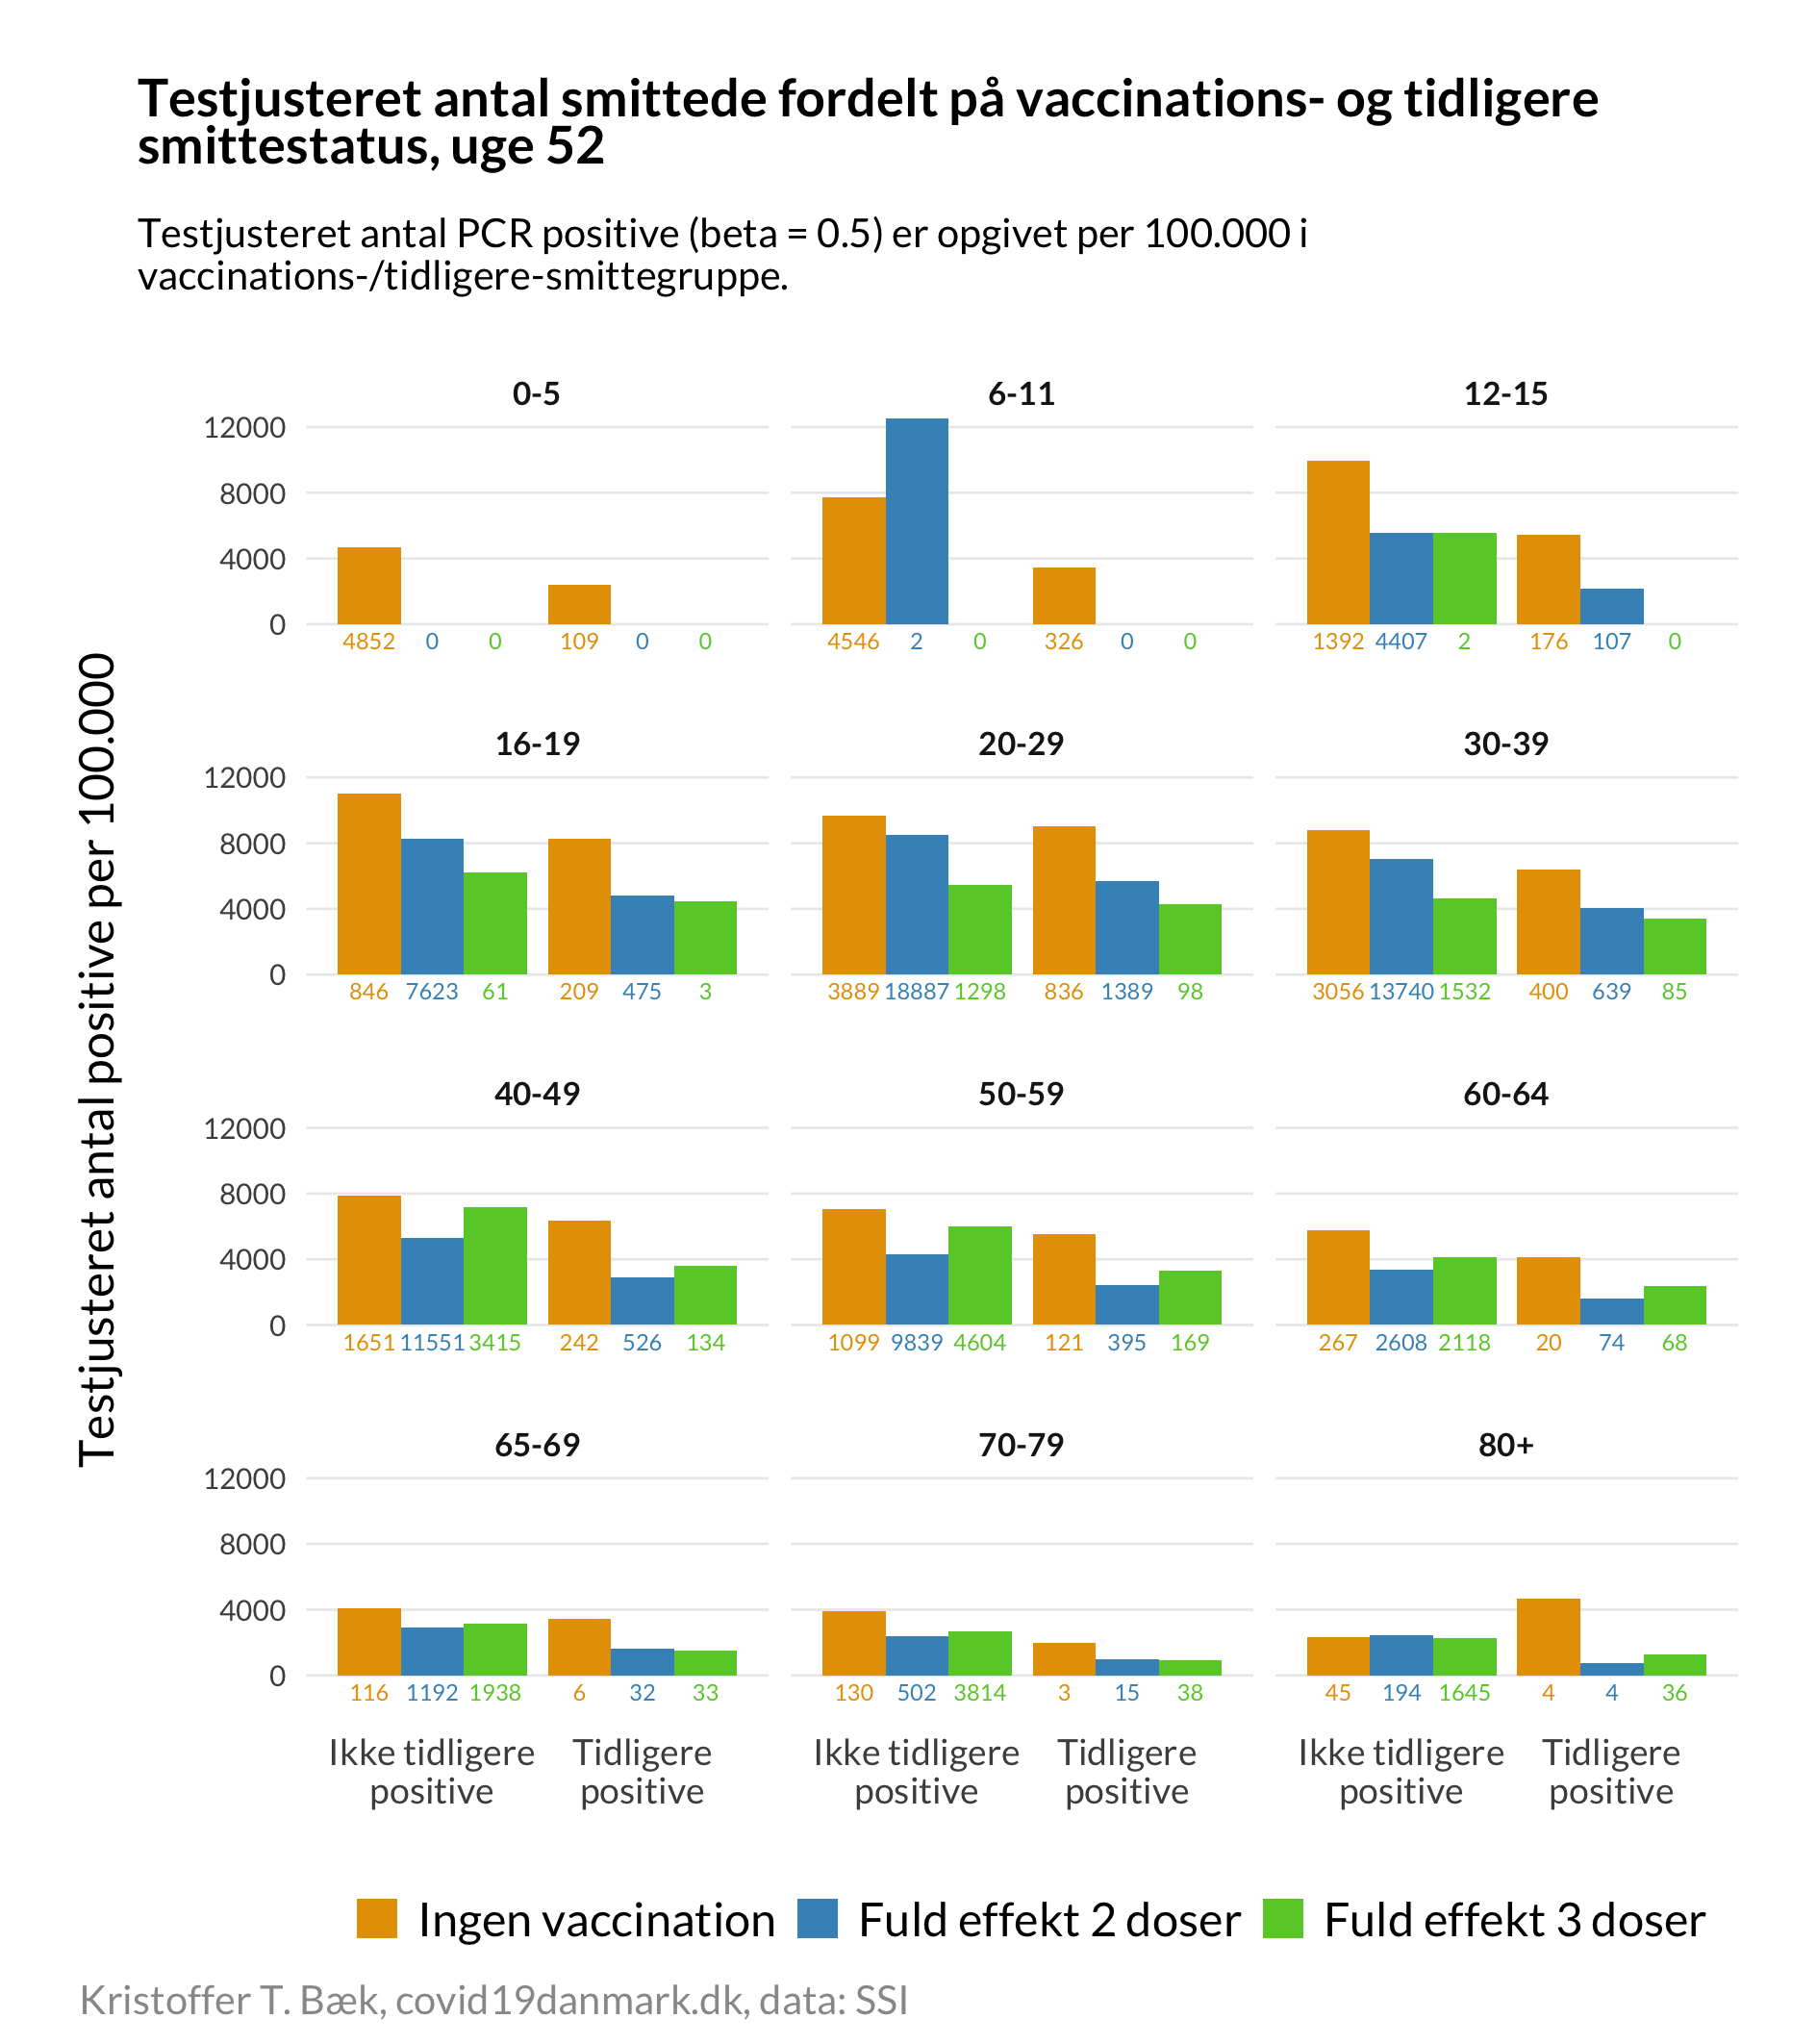 Testjusteret antal smittede fordelt på vaccinations- og tidligere
smittestatus, uge 52
Testjusteret antal PCR positive (beta = 0.5) er opgivet per 100.000 i
vaccinations-/tidligere-smittegruppe.
Testjusteret antal positive per 100.000
0-5 6-11 12-15
12000
8000
4000
0
4852 0 0 109 0 0 4546 2 0 326 0 0 1392 4407 2 176 107 0
16-19 20-29 30-39
12000
8000
4000
0
846 7623 61 209 475 3 3889 18887 1298 836 1389 98 3056 13740 1532 400 639 85
40-49 50-59 60-64
12000
8000
4000
0
1651 11551 3415 242 526 134 1099 9839 4604 121 395 169 267 2608 2118 20 74 68
65-69 70-79 80+
12000
8000
4000
0
116 1192 1938 6 32 33 130 502 3814 3 15 38 45 194 1645 4 4 36
Ikke tidligere Tidligere Ikke tidligere Tidligere Ikke tidligere Tidligere
positive positive positive positive positive positive
Ingen vaccination Fuld effekt 2 doser Fuld effekt 3 doser
Kristoffer T. Bæk, covid19danmark.dk, data: SSI